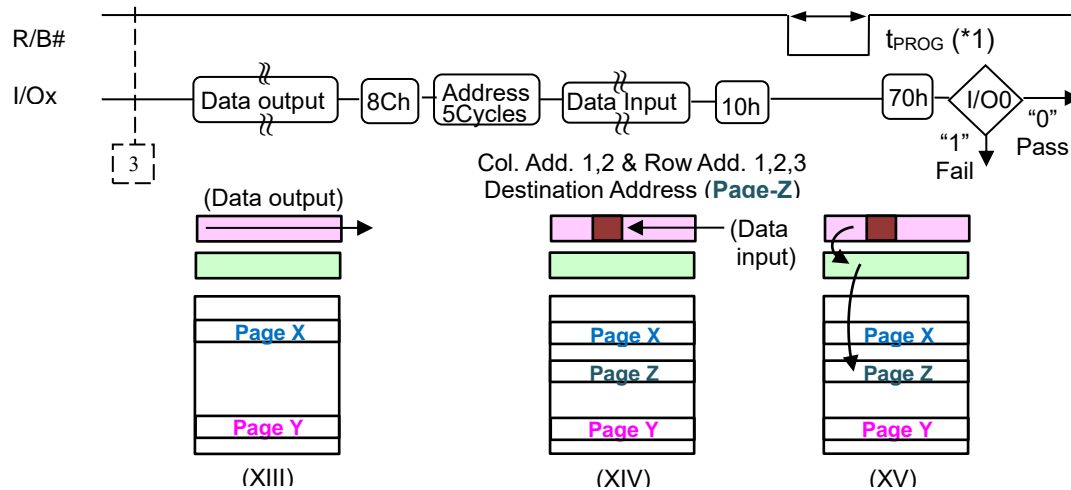 R/B#
tPROG (*1)
I/Ox
Data output
8Ch
Address
5Cycles
Data Input
10h
70h
I/O0
“0”
Pass
“1”
Fail
3
Col. Add. 1,2 & Row Add. 1,2,3
Destination Address (Page-Z)
(Data output)
(Data
input)
Page X
Page Y
(XIII)
Page X
Page Z
Page Y
(XIV)
Page X
Page Z
Page Y
(XV)